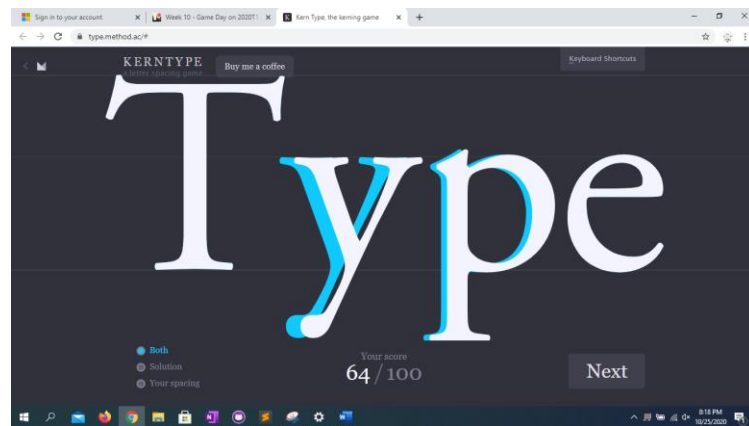 Sign in to your account
Week 10 - Game Day on 2020T1
Kern Type, the kerning game
type.method.ac/#
KERNTYPE
a letter spacing game
Buy me a coffee
Keyboard Shortcuts
Type
Both
Solution
Your spacing
Your score
64 / 100
Next
8:18 PM
10/25/2020